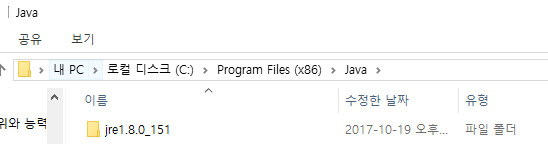 Java
공유 보기
내 PC 로컬 디스크 (C:) Program Files (x86) Java
이름 수정한 날짜 유형
위와 능력
jre1.8.0_151 2017-10-19 오후... 파일 폴더